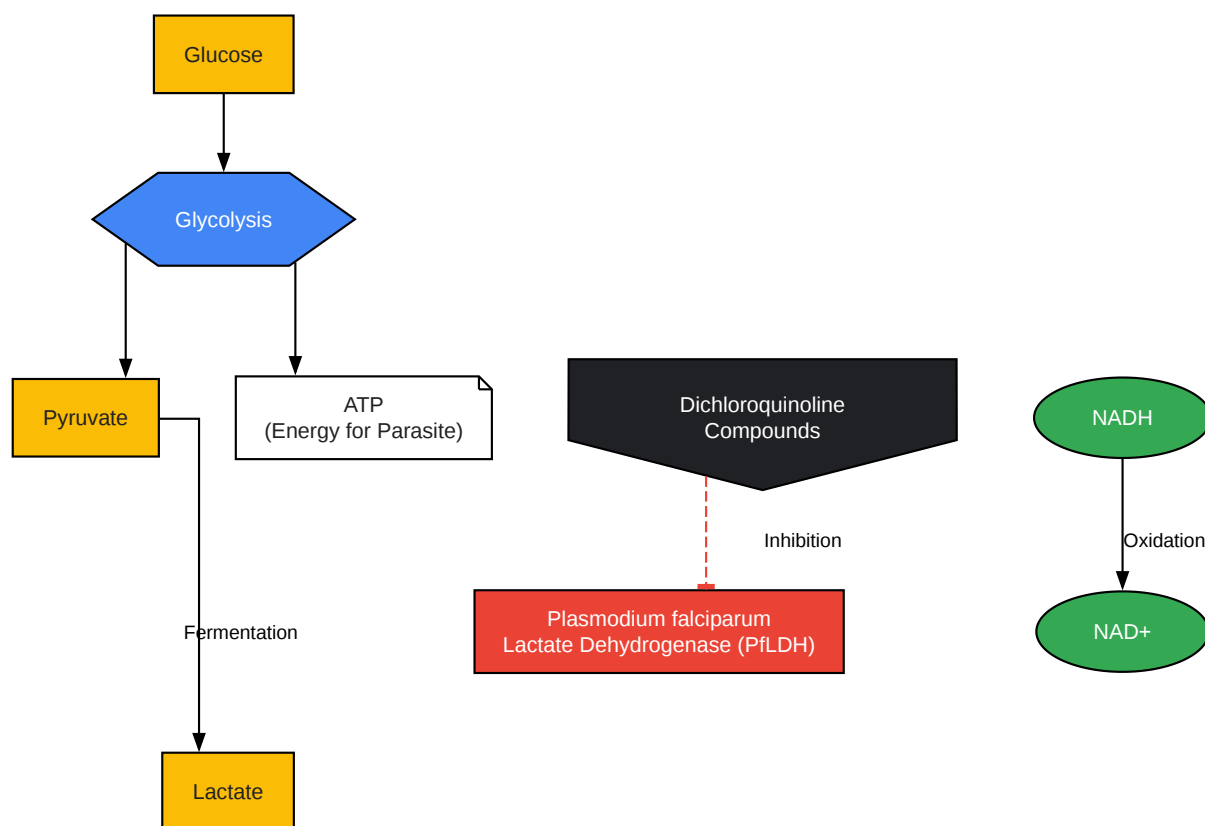 Glucose
Glycolysis
Pyruvate
ATP
(Energy for Parasite)
Dichloroquinoline
Compounds
NADH
Inhibition
Oxidation
Plasmodium falciparum
Lactate Dehydrogenase (PfLDH)
NAD+
Fermentation
Lactate